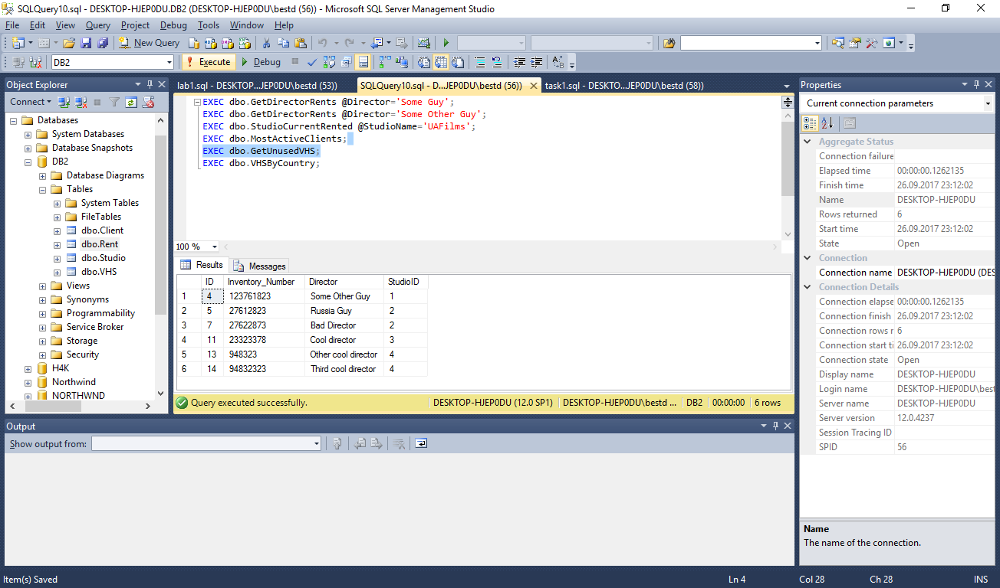 SQLQuery10.sql - DESKTOP-HJEP0DU.DB2 (DESKTOP-HJEP0DU\bestd (56)) - Microsoft SQL Server Management Studio
File Edit View Query Project Debug Tools Window Help
New Query
DB2 Execute Debug
Object Explorer
Connect
Databases
System Databases
Database Snapshots
DB2
Database Diagrams
Tables
System Tables
FileTables
dbo.Client
dbo.Rent
dbo.Studio
dbo.VHS
Views
Synonyms
Programmability
Service Broker
Storage
Security
H4K
Northwind
NORTHWND
lab1.sql - DESKTOP...JEP0DU\bestd (53)) SQLQuery10.sql - D...JEP0DU\bestd (56)) task1.sql - DESKTO...JEP0DU\bestd (58))
EXEC dbo.GetDirectorRents @Director='Some Guy';
EXEC dbo.GetDirectorRents @Director='Some Other Guy';
EXEC dbo.StudioCurrentRented @StudioName='UAFilms';
EXEC dbo.MostActiveClients;
EXEC dbo.GetUnusedVHS;
EXEC dbo.VHSByCountry;
100 %
Results Messages
ID Inventory_Number Director StudioID
1 4 123761823 Some Other Guy 1
2 5 27612823 Russia Guy 2
3 7 27622873 Bad Director 2
4 11 23323378 Cool director 3
5 13 948323 Other cool director 4
6 14 94832323 Third cool director 4
Query executed successfully. DESKTOP-HJEP0DU (12.0 SP1) DESKTOP-HJEP0DU\bestd ... DB2 00:00:00 6 rows
Properties
Current connection parameters
Aggregate Status
Connection failure
Elapsed time 00:00:00.1262135
Finish time 26.09.2017 23:12:02
Name DESKTOP-HJEP0DU
Rows returned 6
Start time 26.09.2017 23:12:02
State Open
Connection
Connection name DESKTOP-HJEP0DU (DES
Connection Details
Connection elapse 00:00:00.1262135
Connection finish 26.09.2017 23:12:02
Connection rows r 6
Connection start ti 26.09.2017 23:12:02
Connection state Open
Display name DESKTOP-HJEP0DU
Login name DESKTOP-HJEP0DU\best
Server name DESKTOP-HJEP0DU
Server version 12.0.4237
Session Tracing ID
SPID 56
Name
The name of the connection.
Output
Show output from:
Item(s) Saved Ln 4 Col 28 Ch 28 INS